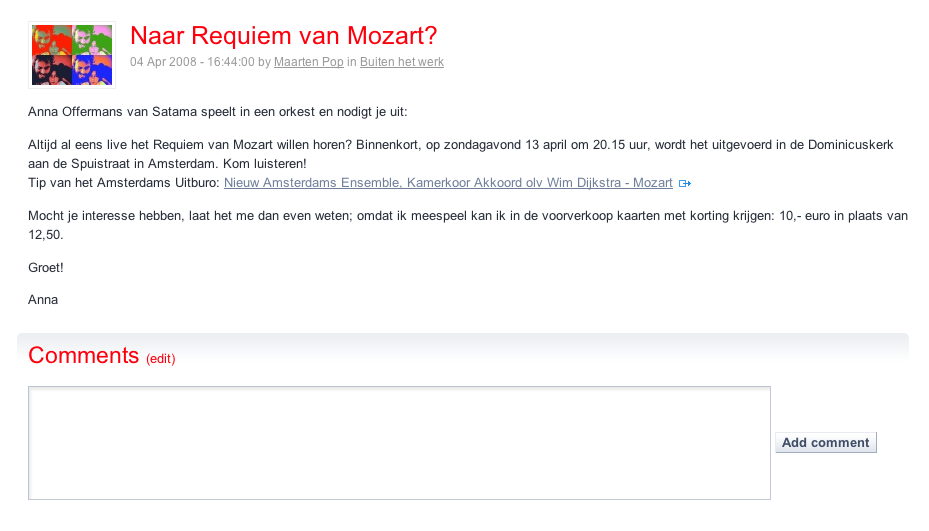 Naar Requiem van Mozart?
04 Apr 2008 - 16:44:00 by Maarten Pop in Buiten het werk
Anna Offermans van Satama speelt in een orkest en nodigt je uit:
Altijd al eens live het Requiem van Mozart willen horen? Binnenkort, op zondagavond 13 april om 20.15 uur, wordt het uitgevoerd in de Dominicuskerk
aan de Spuistraat in Amsterdam. Kom luisteren!
Tip van het Amsterdams Uitburo: Nieuw Amsterdams Ensemble, Kamerkoor Akkoord olv Wim Dijkstra - Mozart
Mocht je interesse hebben, laat het me dan even weten; omdat ik meespeel kan ik in de voorverkoop kaarten met korting krijgen: 10,- euro in plaats van
12,50.
Groet!
Anna
Comments (edit)
Add comment